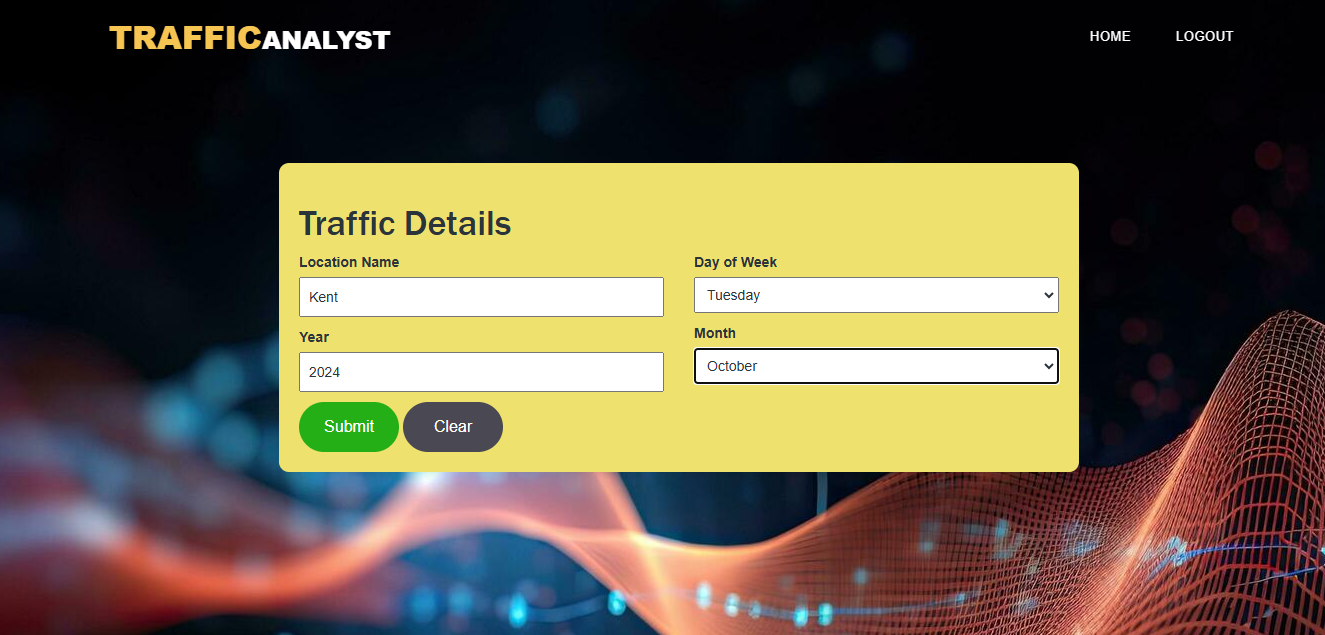 TRAFFICANALYST
HOME
LOGOUT
Traffic Details
Location Name
Kent
Day of Week
Tuesday
Year
2024
Month
October
Submit
Clear